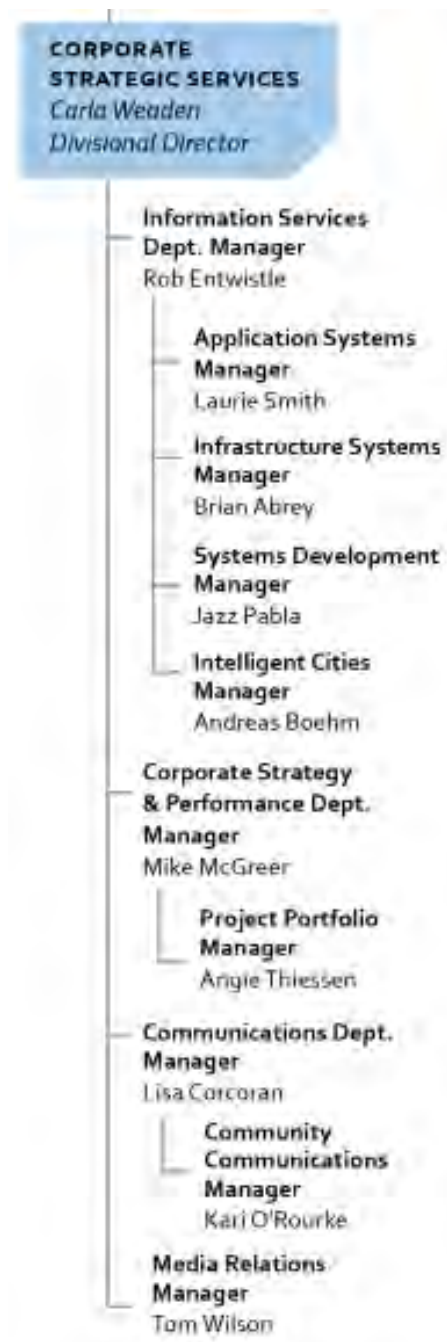 CORPORATE
STRATEGIC SERVICES
Carla Weaden
Divisional Director
Information Services
Dept. Manager
Rob Entwistle
Application Systems
Manager
Laurie Smith
Infrastructure Systems
Manager
Brian Abrey
Systems Development
Manager
Jazz Pabla
Intelligent Cities
Manager
Andreas Boehm
Corporate Strategy
& Performance Dept.
Manager
Mike McGreer
Project Portfolio
Manager
Angie Thiessen
Communications Dept.
Manager
Lisa Corcoran
Community
Communications
Manager
Kari O'Rourke
Media Relations
Manager
Tom Wilson